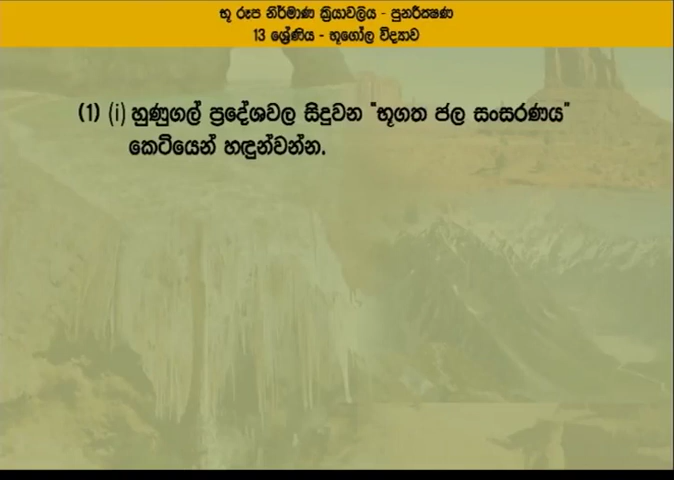 භූ රූප නිර්මාණ ක්‍රියාවලිය - පුනරීක්ෂණ
13 ශ්‍රේණිය - භූගෝල විද්‍යාව
(1) (i) හුණුගල් ප්‍රදේශවල සිදුවන "භූගත ජල සංසරණය"
කෙටියෙන් හඳුන්වන්න.